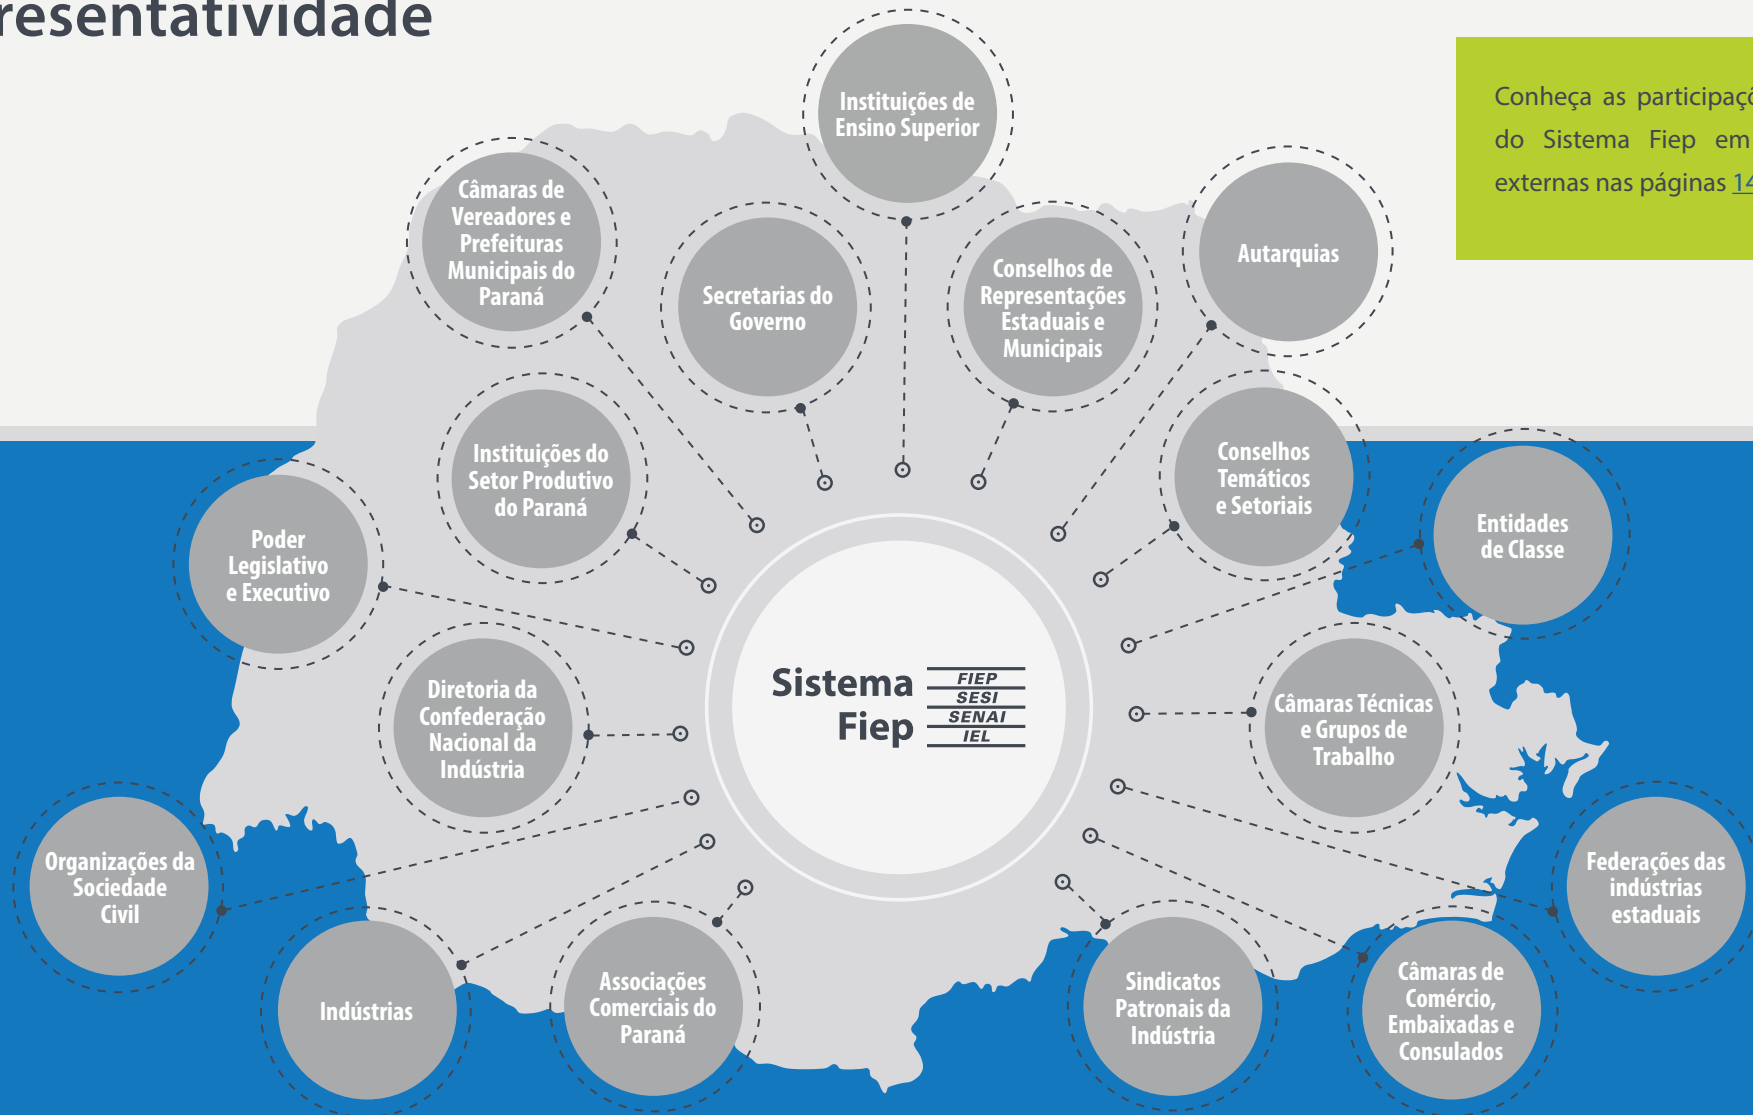 resentatividade
Conheça as participaçõ
do Sistema Fiep em
externas nas páginas 14
Instituições de
Ensino Superior
Câmaras de
Vereadores e
Prefeituras
Municipais do
Paraná
Secretarias do
Governo
Conselhos de
Representações
Estaduais e
Municipais
Autarquias
Instituições do
Setor Produtivo
do Paraná
Conselhos
Temáticos
e Setoriais
Poder
Legislativo
e Executivo
Entidades
de Classe
Diretoria da
Confederação
Nacional da
Indústria
Sistema
Fiep
FIEP
SESI
SENAI
IEL
Câmaras Técnicas
e Grupos de
Trabalho
Organizações da
Sociedade
Civil
Federações das
indústrias
estaduais
Indústrias
Associações
Comerciais do
Paraná
Sindicatos
Patronais da
Indústria
Câmaras de
Comércio,
Embaixadas e
Consulados